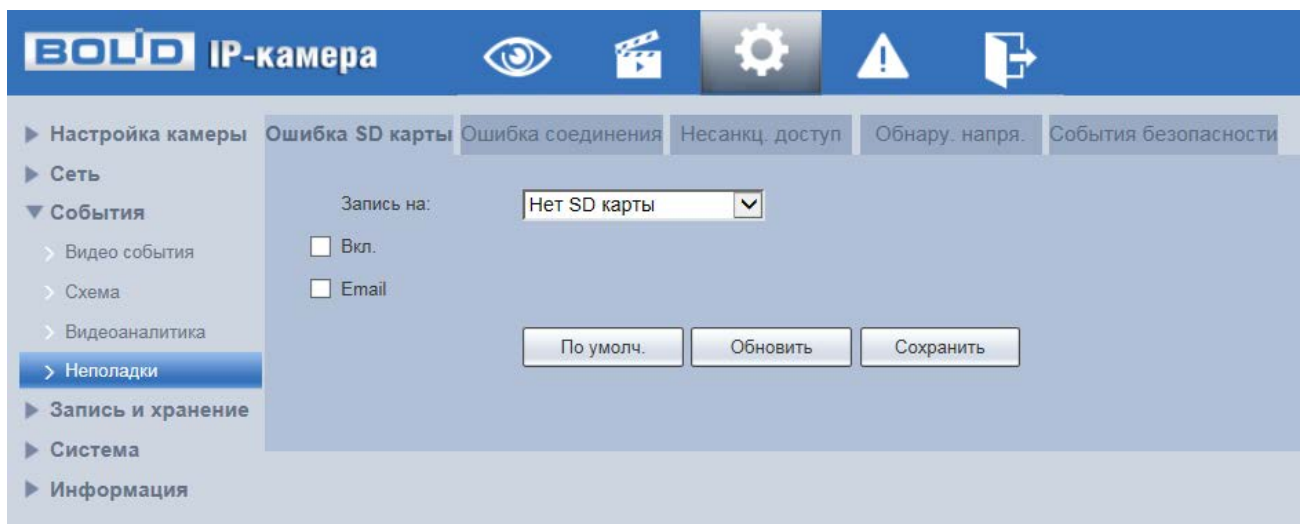 BOLID IP-камера
Настройка камеры
Сеть
События
Видео события
Схема
Видеоаналитика
Неполадки
Запись и хранение
Система
Информация
Ошибка SD карты Ошибка соединения Несанкц. доступ Обнару. напря. События безопасности
Запись на: Нет SD карты
Вкл.
Email
По умолч. Обновить Сохранить